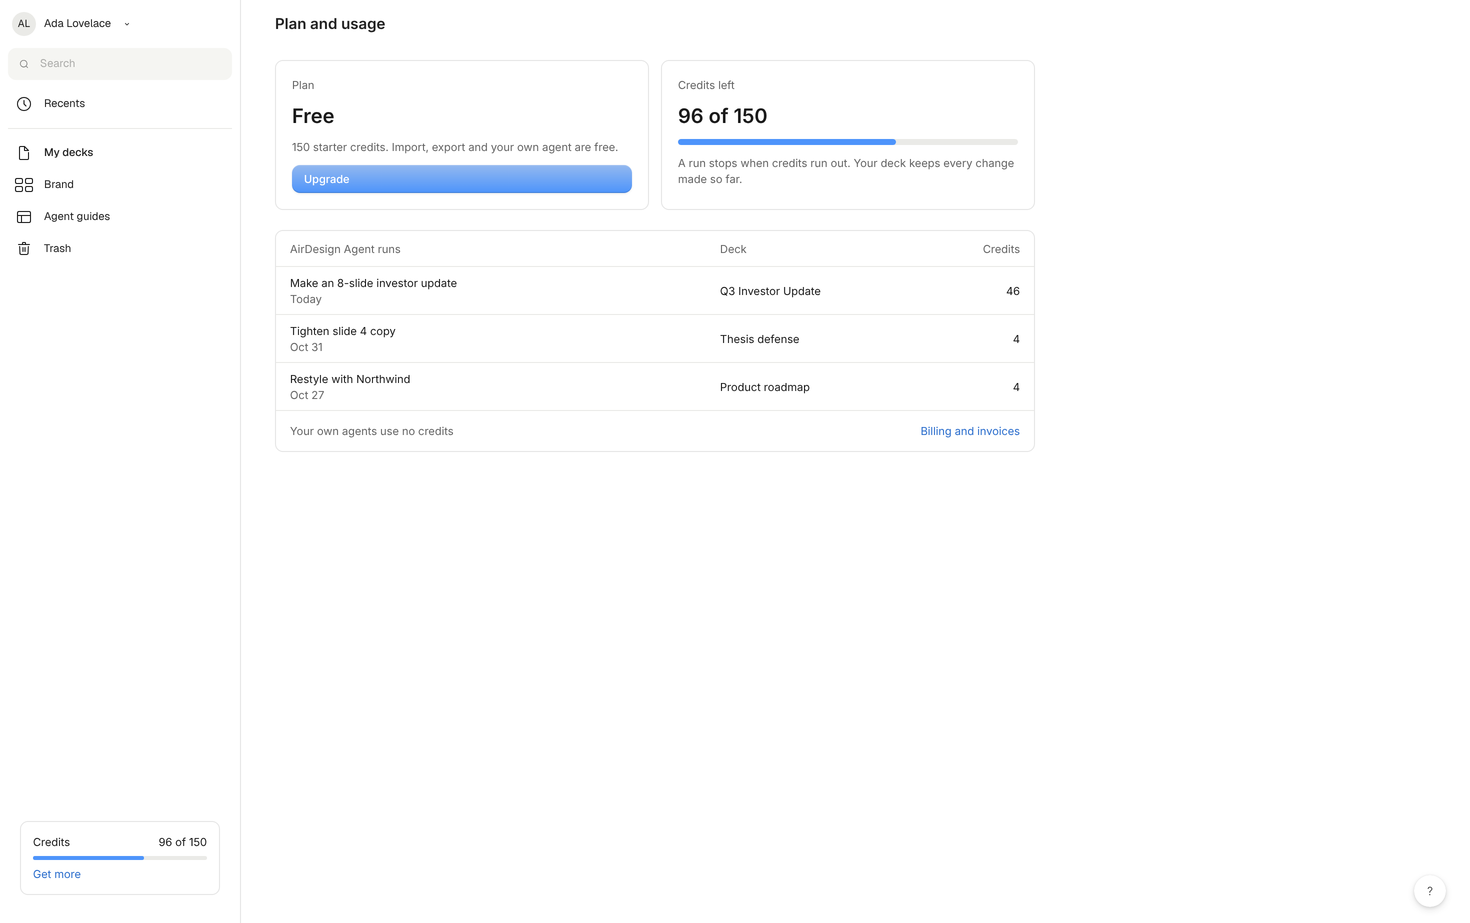 AL Ada Lovelace
Search
Recents
My decks
Brand
Agent guides
Trash
Credits 96 of 150
Get more
Plan and usage
Plan
Free
150 starter credits. Import, export and your own agent are free.
Upgrade
Credits left
96 of 150
A run stops when credits run out. Your deck keeps every change
made so far.
AirDesign Agent runs Deck Credits
Make an 8-slide investor update
Today
Q3 Investor Update 46
Tighten slide 4 copy
Oct 31
Thesis defense 4
Restyle with Northwind
Oct 27
Product roadmap 4
Your own agents use no credits Billing and invoices
?